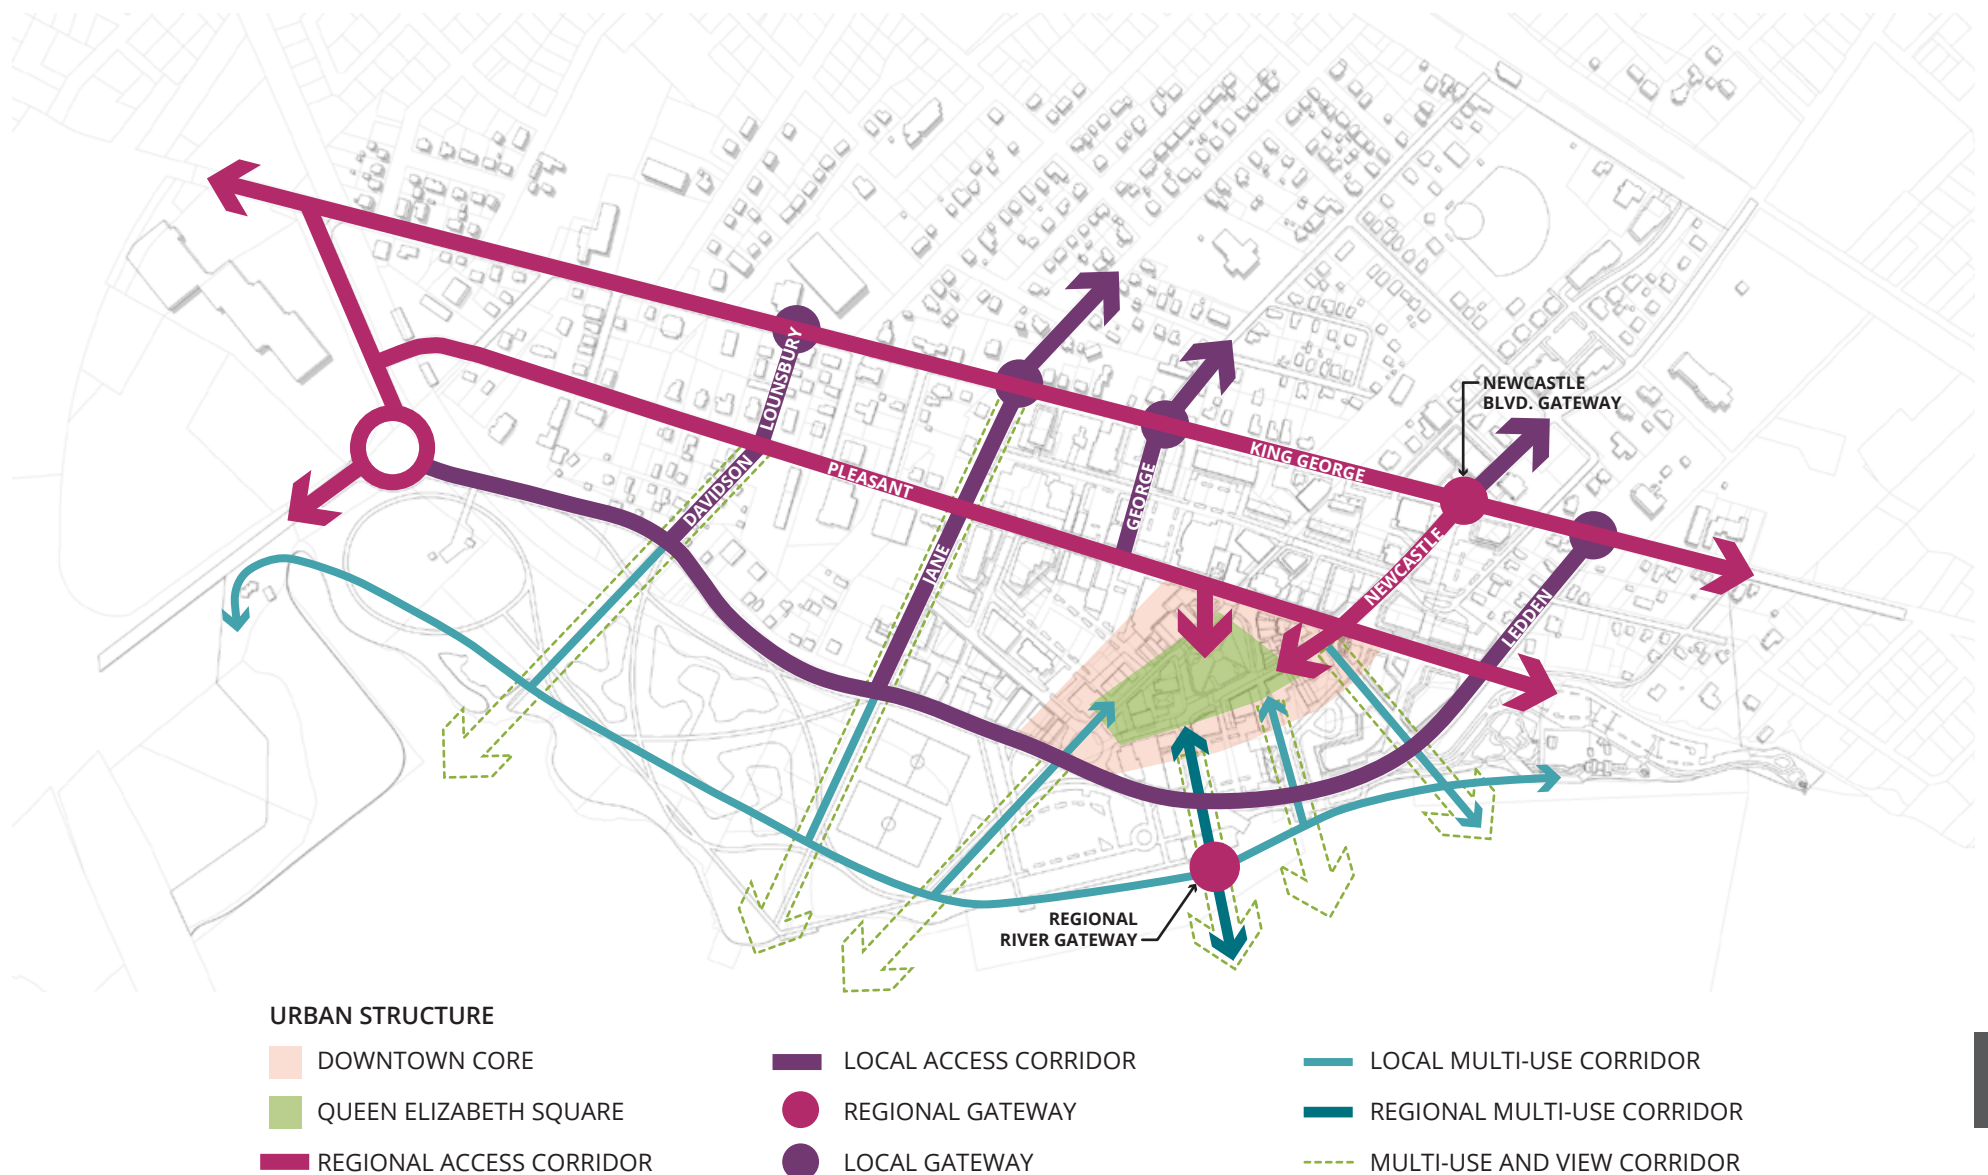 LOUNSBURY
DAVIDSON
PLEASANT
JANE
GEORGE
KING GEORGE
NEWCASTLE
BLVD. GATEWAY
NEWCASTLE
LEDDEN
REGIONAL
RIVER GATEWAY
URBAN STRUCTURE
DOWNTOWN CORE
QUEEN ELIZABETH SQUARE
REGIONAL ACCESS CORRIDOR
LOCAL ACCESS CORRIDOR
REGIONAL GATEWAY
LOCAL GATEWAY
LOCAL MULTI-USE CORRIDOR
REGIONAL MULTI-USE CORRIDOR
MULTI-USE AND VIEW CORRIDOR